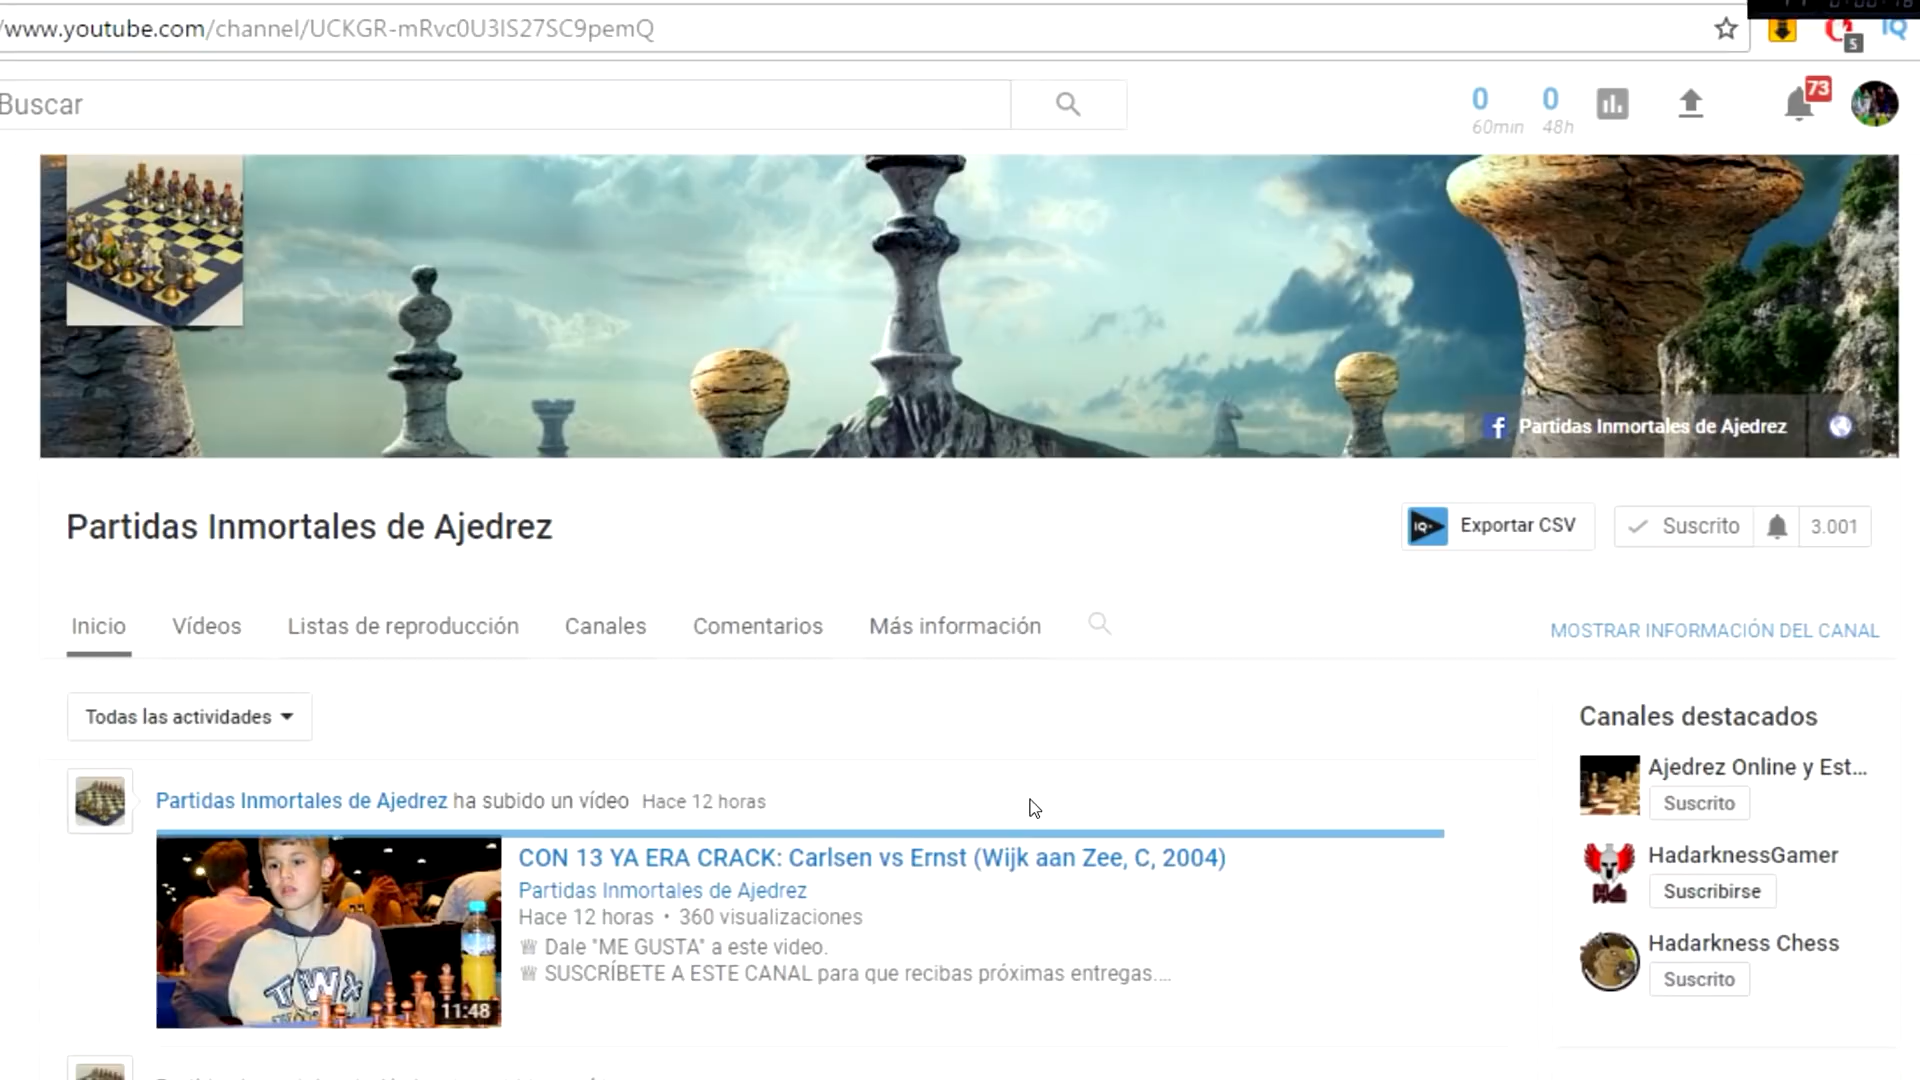 /www.youtube.com/channel/UCKGR-mRvc0U3IS27SC9pemQ
5
IQ
Buscar
0
60min
0
48h
73
Partidas Inmortales de Ajedrez
Partidas Inmortales de Ajedrez
IQ
Exportar CSV
Suscrito
3.001
Inicio
Vídeos
Listas de reproducción
Canales
Comentarios
Más información
MOSTRAR INFORMACIÓN DEL CANAL
Todas las actividades
Canales destacados
Ajedrez Online y Est...
Suscrito
Partidas Inmortales de Ajedrez ha subido un vídeo Hace 12 horas
CON 13 YA ERA CRACK: Carlsen vs Ernst (Wijk aan Zee, C, 2004)
Partidas Inmortales de Ajedrez
Hace 12 horas • 360 visualizaciones
♕ Dale "ME GUSTA" a este video.
♕ SUSCRÍBETE A ESTE CANAL para que recibas próximas entregas....
11:48
HadarknessGamer
Suscribirse
Hadarkness Chess
Suscrito